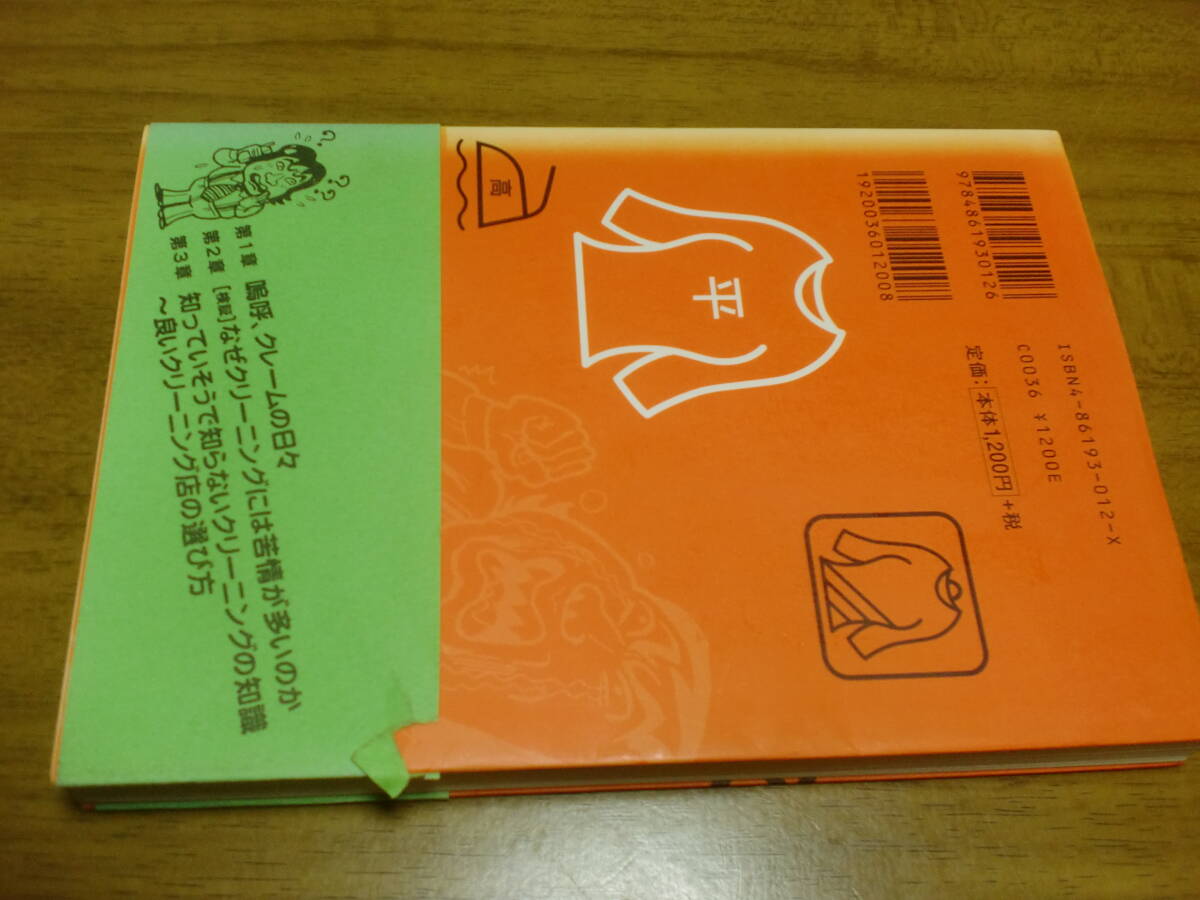 9784861930126
1920036012008
ISBN4-86193-012-X
C0036 ¥1200E
定価：本体1,200円＋税
平
高
第1章 嗚呼、クレームの日々
第2章 [検証]なぜクリーニングには苦情が多いのか
第3章 知っていそうで知らないクリーニングの知識
～良いクリーニング店の選び方
? ? ?